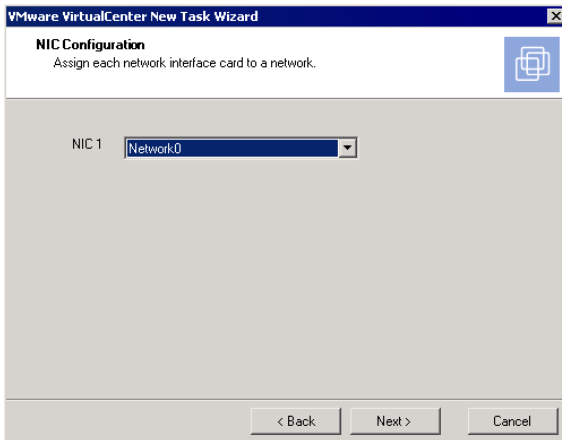 VMware VirtualCenter New Task Wizard
NIC Configuration
Assign each network interface card to a network.
NIC 1 Network0
< Back Next > Cancel